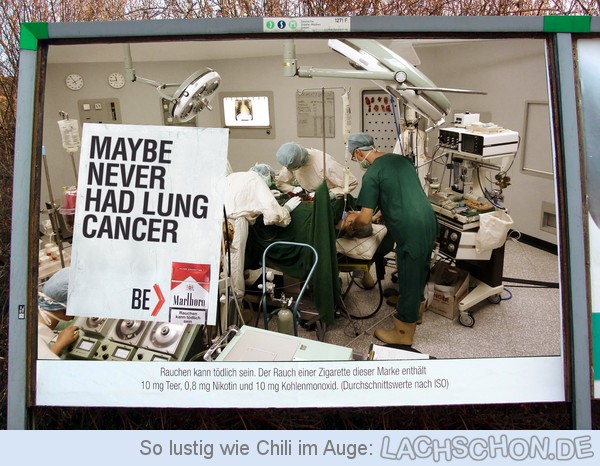 1271 F
MAYBE
NEVER
HAD LUNG
CANCER
BE>
Marlboro
Rauchen
kann tödlich
sein
Rauchen kann tödlich sein. Der Rauch einer Zigarette dieser Marke enthält
10 mg Teer, 0,8 mg Nikotin und 10 mg Kohlenmonoxid. (Durchschnittswerte nach ISO)
So lustig wie Chili im Auge: LACHSCHON.DE